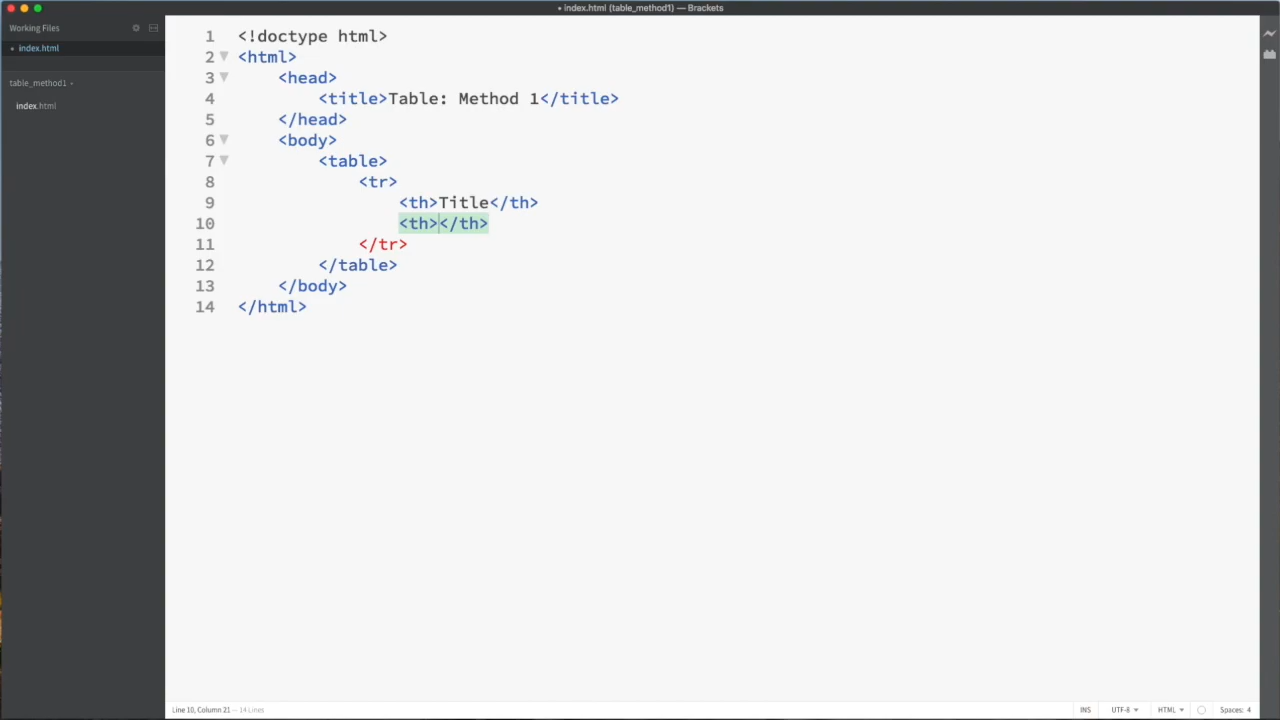 • index.html (table_method1) — Brackets
Working Files
• index.html
table_method1
index.html
1 <!doctype html>
2 <html>
3 <head>
4 <title>Table: Method 1</title>
5 </head>
6 <body>
7 <table>
8 <tr>
9 <th>Title</th>
10 <th></th>
11 </tr>
12 </table>
13 </body>
14 </html>
Line 10, Column 21 — 14 Lines
INS UTF-8 HTML Spaces: 4